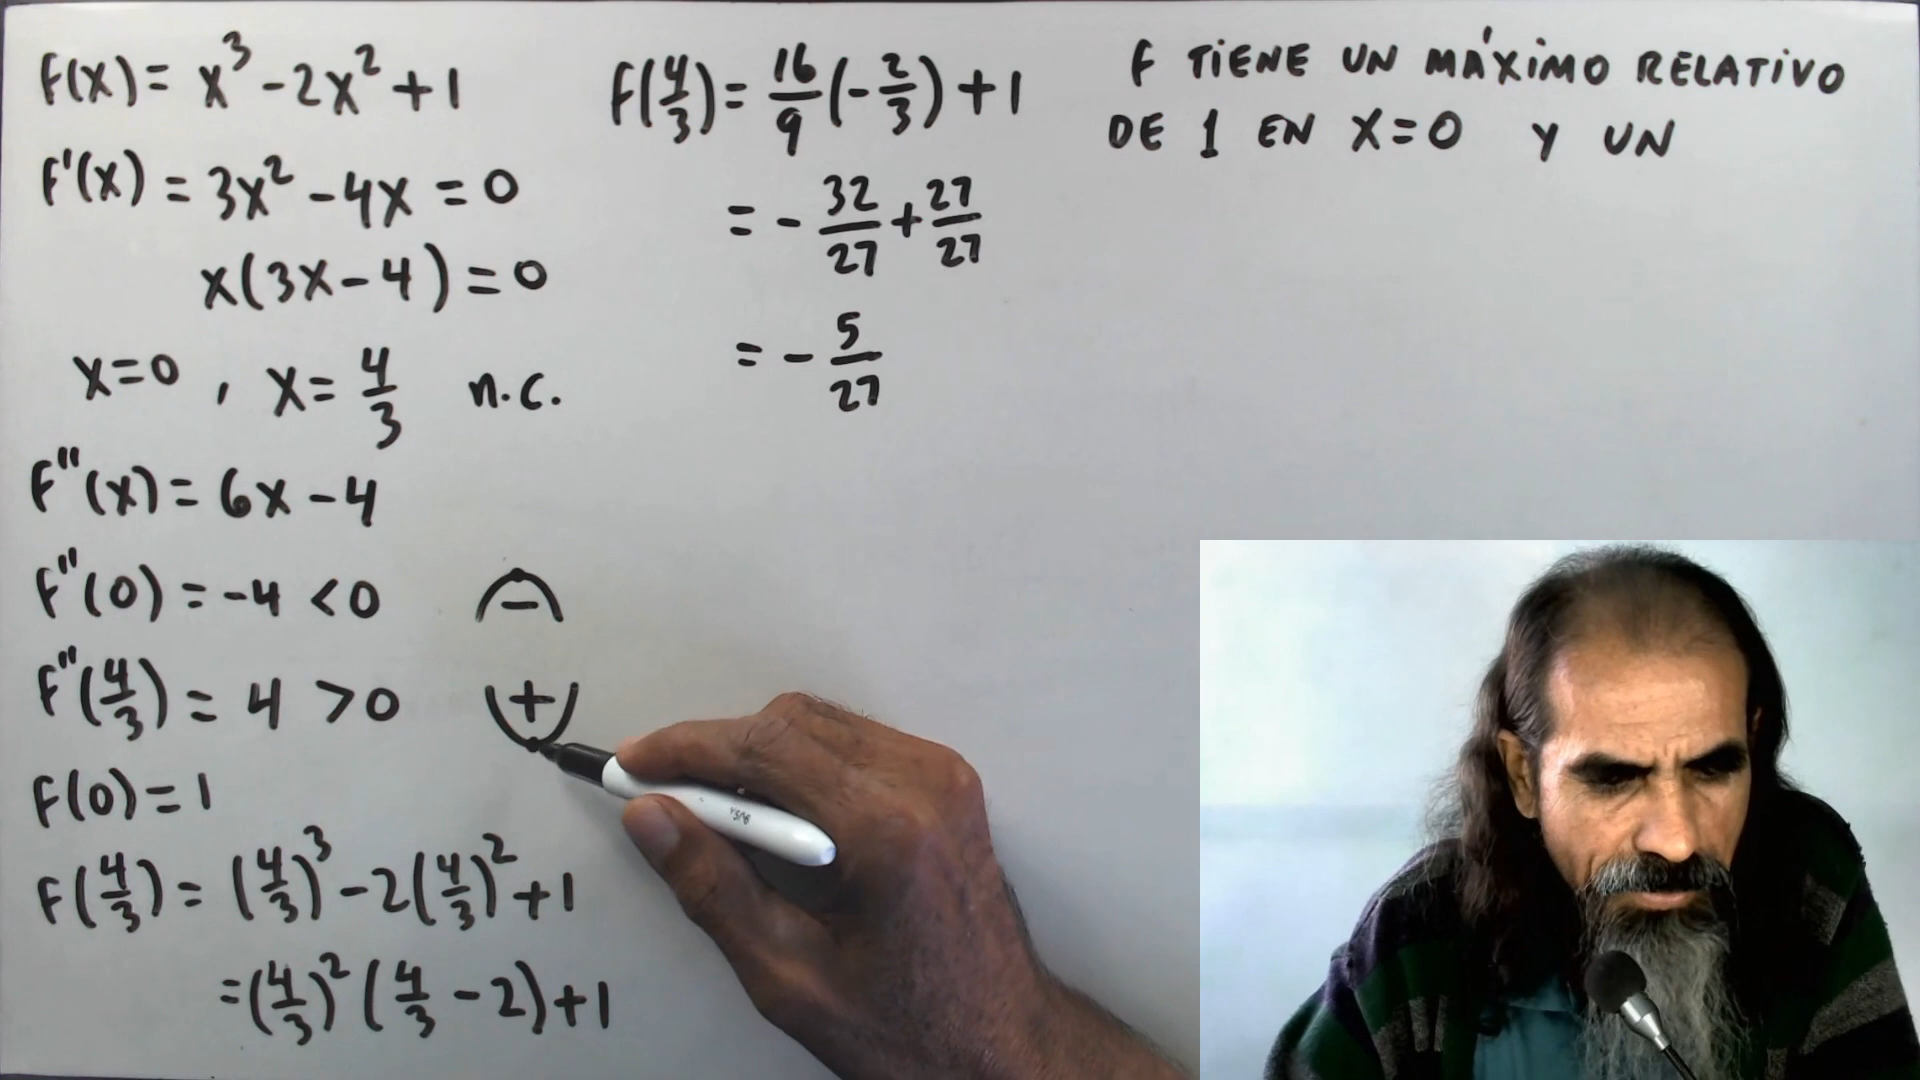 F(x) = x³ - 2x² + 1
F'(x) = 3x² - 4x = 0
x(3x - 4) = 0
x=0 , x= 4/3 n.c.
F''(x) = 6x - 4
F''(0) = -4 < 0
−
F''(4/3) = 4 > 0
+
F(0) = 1
F(4/3) = (4/3)³ - 2(4/3)² + 1
= (4/3)² (4/3 - 2) + 1
F(4/3) = 16/9 (-2/3) + 1
= - 32/27 + 27/27
= - 5/27
F TIENE UN MÁXIMO RELATIVO
DE 1 EN X=0 Y UN